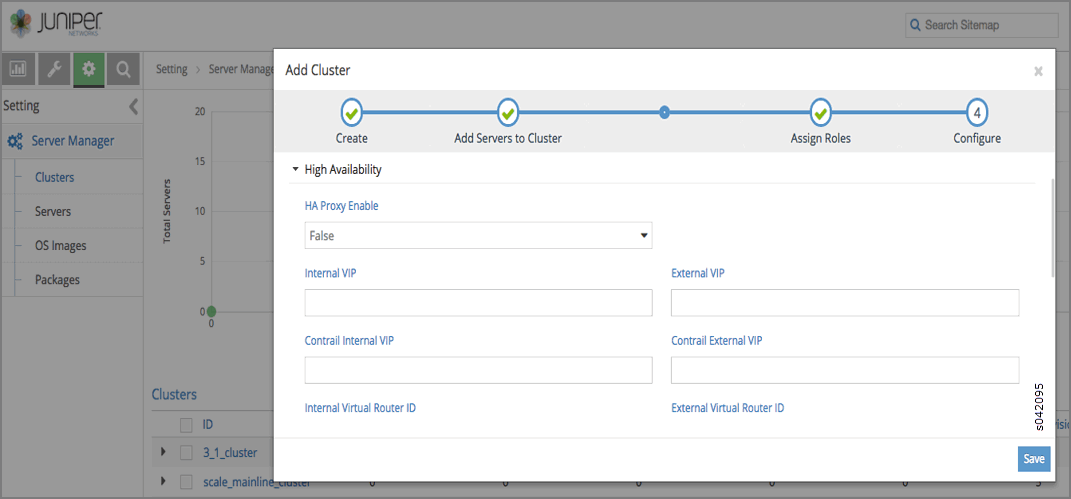 JUNIPER
NETWORKS
Search Sitemap
Setting > Server Manage
Add Cluster
×
Setting
Server Manager
Clusters
Servers
OS Images
Packages
20
15
10
5
0
0
Total Servers
4
Create
Add Servers to Cluster
Assign Roles
Configure
High Availability
HA Proxy Enable
False
Internal VIP
External VIP
Contrail Internal VIP
Contrail External VIP
Internal Virtual Router ID
External Virtual Router ID
s042095
Save
Clusters
ID
3_1_cluster
scale_mainline_cluster